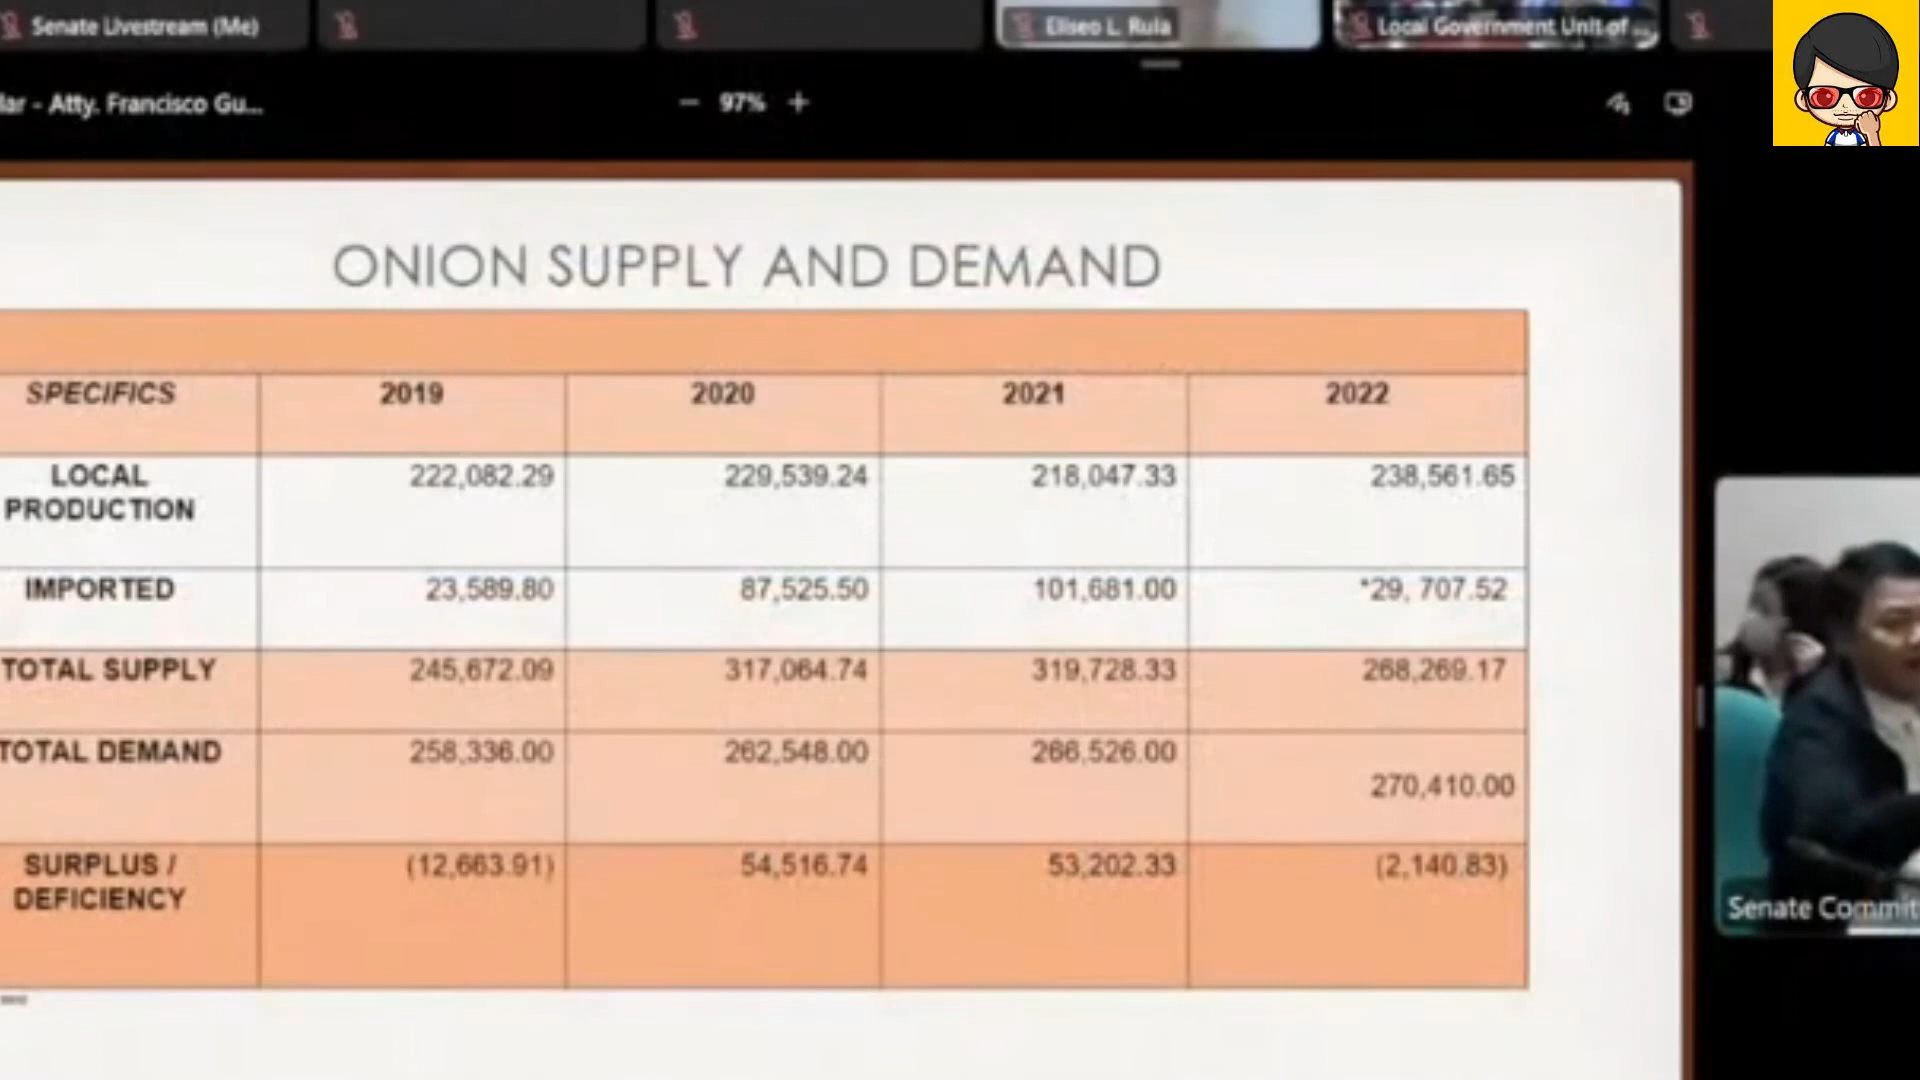 Senate Livestream (Me)
Eliseo L. Rula
Local Government Unit of ...
lar - Atty. Francisco Gu...
97%
ONION SUPPLY AND DEMAND
SPECIFICS 2019 2020 2021 2022
LOCAL PRODUCTION 222,082.29 229,539.24 218,047.33 238,561.65
IMPORTED 23,589.80 87,525.50 101,681.00 *29, 707.52
TOTAL SUPPLY 245,672.09 317,064.74 319,728.33 268,269.17
TOTAL DEMAND 258,336.00 262,548.00 266,526.00 270,410.00
SURPLUS / DEFICIENCY (12,663.91) 54,516.74 53,202.33 (2,140.83)
Senate Commit